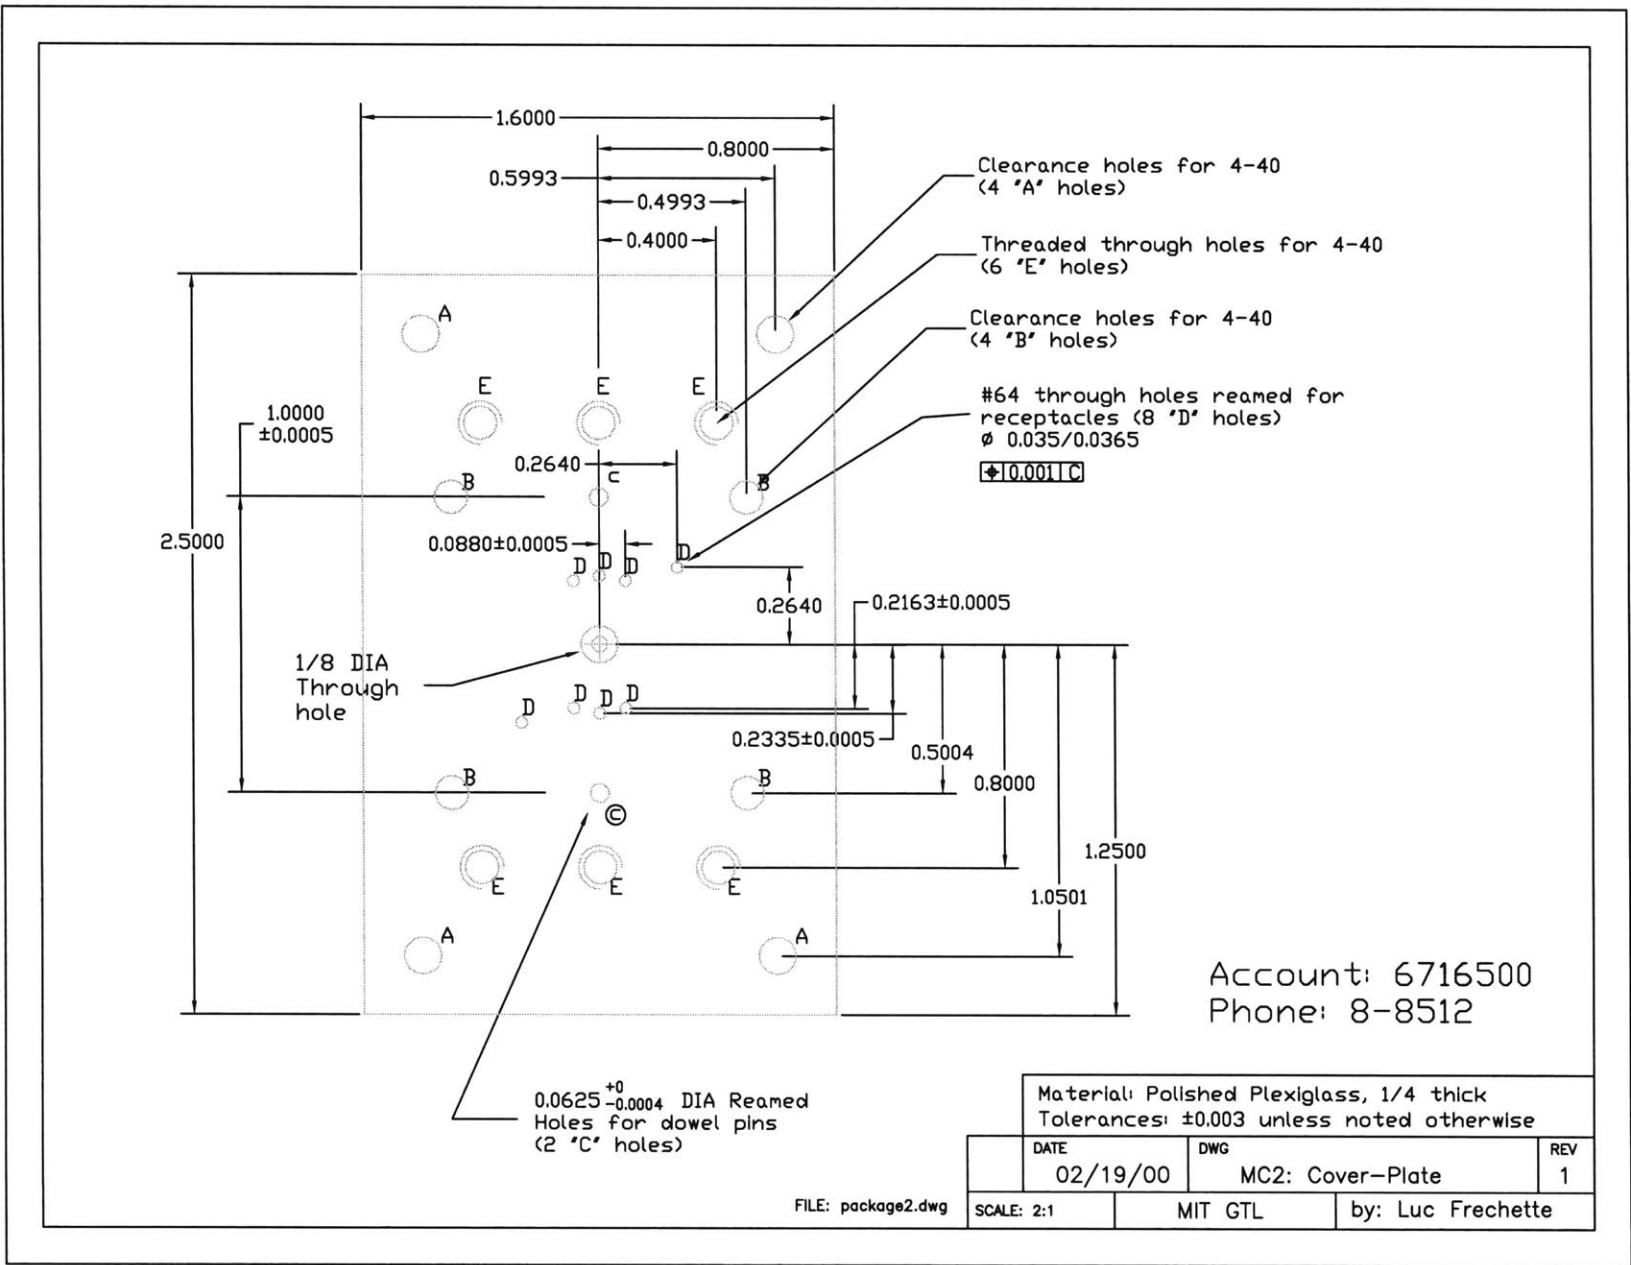 1.6000
0.8000
0.5993
0.4993
0.4000
Clearance holes for 4-40
(4 "A" holes)
Threaded through holes for 4-40
(6 "E" holes)
Clearance holes for 4-40
(4 "B" holes)
#64 through holes reamed for
receptacles (8 "D" holes)
ø 0.035/0.0365
⌖ 0.001 C
A
E E E
1.0000
±0.0005
0.2640
B C B
2.5000
0.0880±0.0005
D D D D
0.2640
0.2163±0.0005
1/8 DIA
Through
hole
D D D D
0.2335±0.0005
0.5004
0.8000
B B
C
1.2500
E E E
1.0501
A A
Account: 6716500
Phone: 8-8512
0.0625 +0 -0.0004 DIA Reamed
Holes for dowel pins
(2 "C" holes)
Material: Polished Plexiglass, 1/4 thick
Tolerances: ±0.003 unless noted otherwise
DATE DWG REV
02/19/00 MC2: Cover-Plate 1
FILE: package2.dwg SCALE: 2:1 MIT GTL by: Luc Frechette